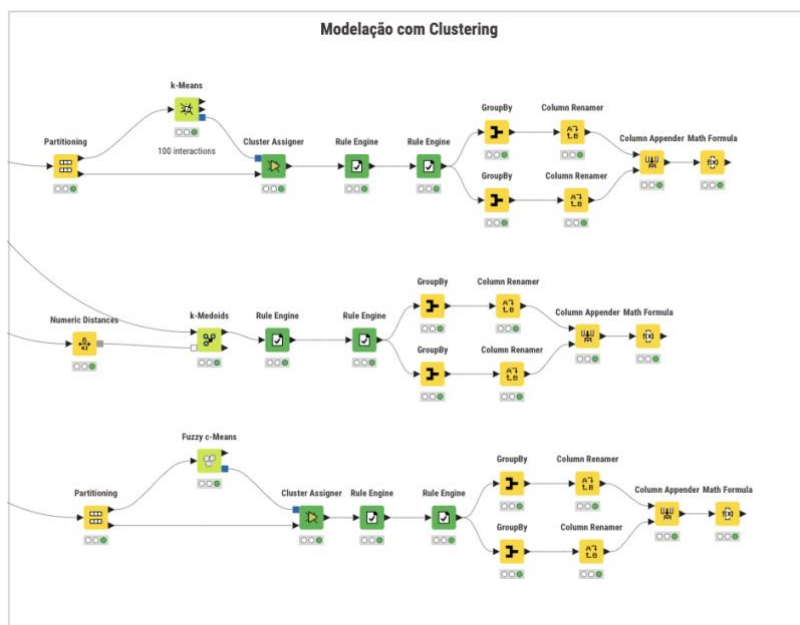 Modelação com Clustering
k-Means
100 interactions
Partitioning
Cluster Assigner
Rule Engine
Rule Engine
GroupBy
Column Renamer
GroupBy
Column Renamer
Column Appender
Math Formula
Numeric Distances
k-Medoids
Rule Engine
Rule Engine
GroupBy
Column Renamer
GroupBy
Column Renamer
Column Appender
Math Formula
Fuzzy c-Means
Partitioning
Cluster Assigner
Rule Engine
Rule Engine
GroupBy
Column Renamer
GroupBy
Column Renamer
Column Appender
Math Formula